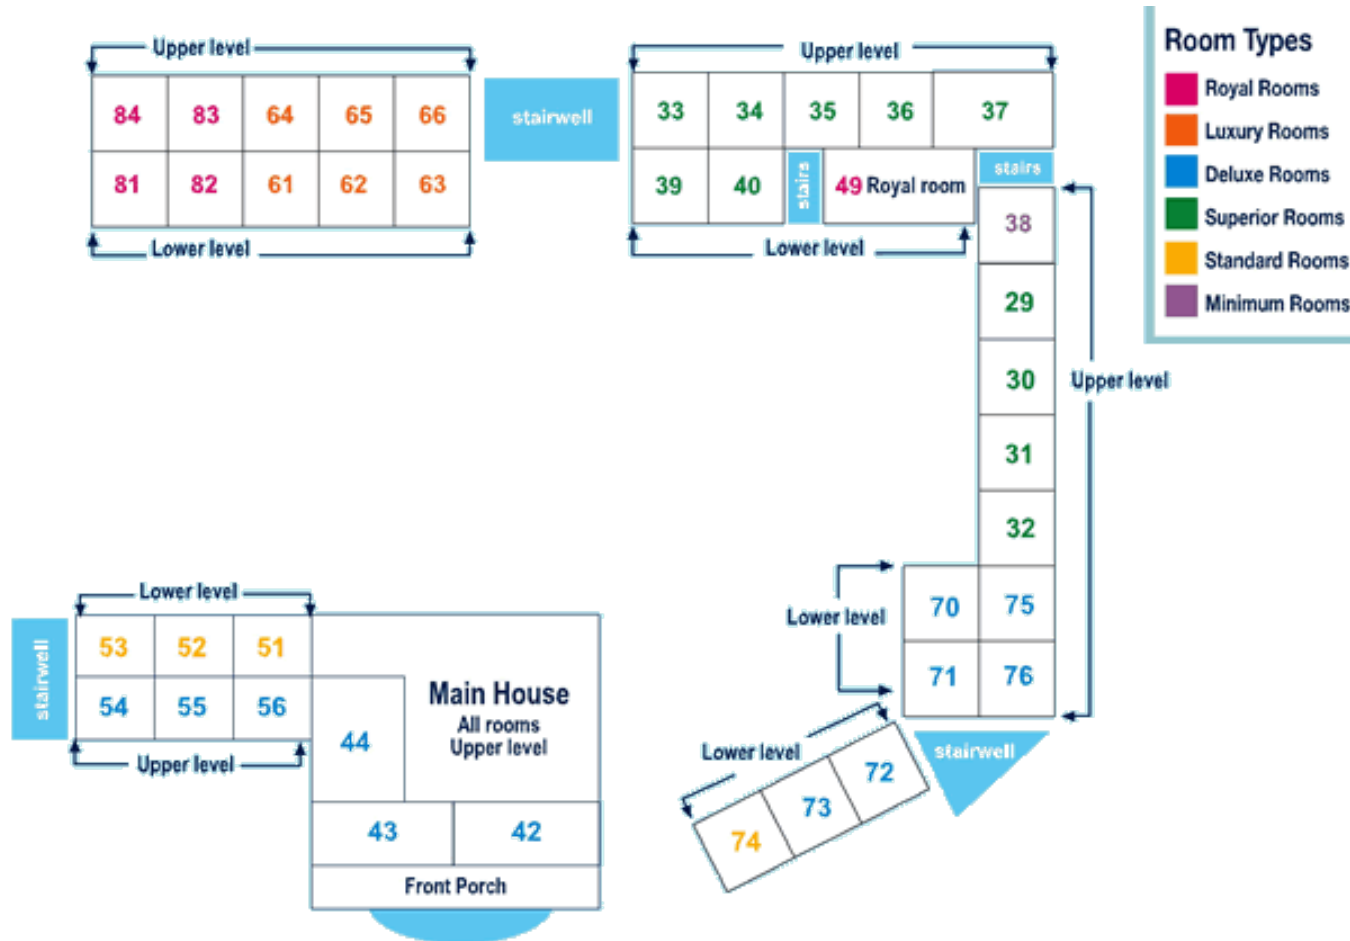 Upper level
84 83 64 65 66
81 82 61 62 63
Lower level
stairwell
Upper level
33 34 35 36 37
39 40 stairs 49 Royal room stairs
Lower level
38
29
30
31
32
Upper level
70 75
71 76
Lower level
stairwell
Lower level
72
73
74
Lower level
stairwell
53 52 51
54 55 56
Upper level
Main House
All rooms
Upper level
44
43 42
Front Porch
Room Types
Royal Rooms
Luxury Rooms
Deluxe Rooms
Superior Rooms
Standard Rooms
Minimum Rooms